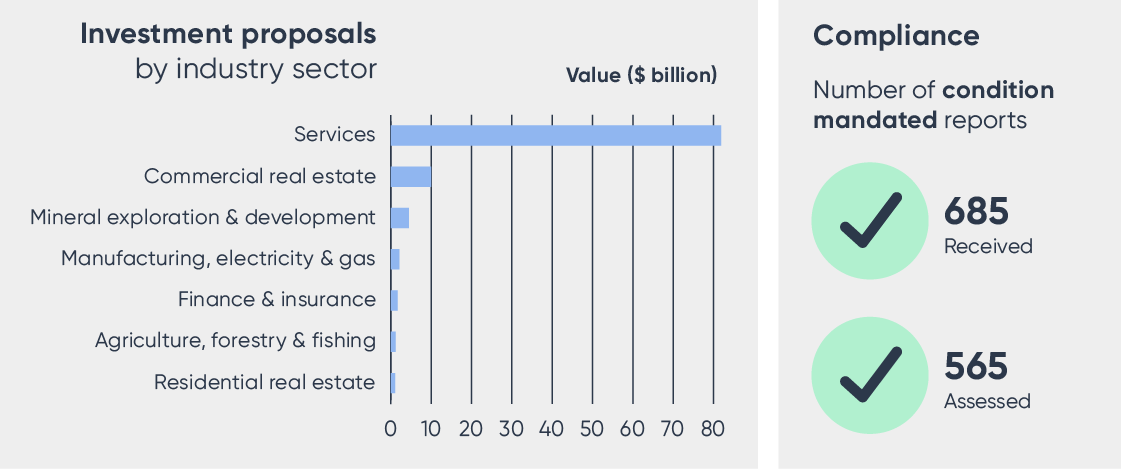 Investment proposals
by industry sector
Value ($ billion)
Services
Commercial real estate
Mineral exploration & development
Manufacturing, electricity & gas
Finance & insurance
Agriculture, forestry & fishing
Residential real estate
0 10 20 30 40 50 60 70 80
Compliance
Number of condition
mandated reports
685
Received
565
Assessed